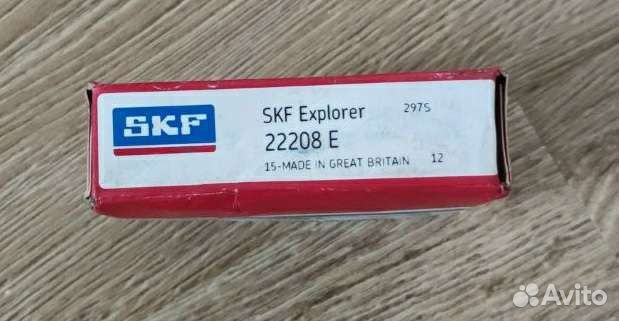 SKF
SKF Explorer 297S
22208 E
15-MADE IN GREAT BRITAIN 12
Avito